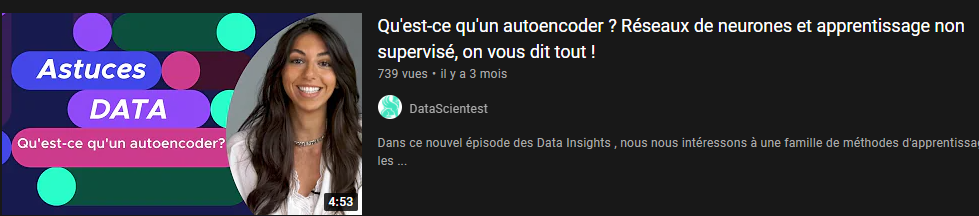 Astuces
DATA
Qu'est-ce qu'un autoencoder?
4:53
Qu'est-ce qu'un autoencoder ? Réseaux de neurones et apprentissage non
supervisé, on vous dit tout !
739 vues • il y a 3 mois
DataScientest
Dans ce nouvel épisode des Data Insights , nous nous intéressons à une famille de méthodes d'apprentissa
les ...